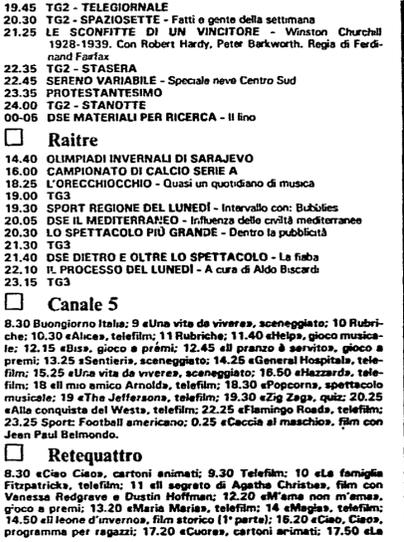 19.45 TG2 - TELEGIORNALE
20.30 TG2 - SPAZIOSETTE - Fatti e gente della settimana
21.25 LE SCONFITTE DI UN VINCITORE - Winston Churchill
1928-1939. Con Robert Hardy, Peter Barkworth. Regia di Ferdi-
nand Fairfax
22.35 TG2 - STASERA
22.45 SERENO VARIABILE - Speciale neve Centro Sud
23.35 PROTESTANTESIMO
24.00 TG2 - STANOTTE
00-05 DSE MATERIALI PER RICERCA - Il lino
Raitre
14.40 OLIMPIADI INVERNALI DI SARAJEVO
16.00 CAMPIONATO DI CALCIO SERIE A
18.25 L'ORECCHIOCCHIO - Quasi un quotidiano di musica
19.00 TG3
19.30 SPORT REGIONE DEL LUNEDÌ - Intervallo con: Bubblies
20.05 DSE IL MEDITERRANEO - Influenza delle civiltà mediterranee
20.30 LO SPETTACOLO PIÙ GRANDE - Dentro la pubblicità
21.30 TG3
21.40 DSE DIETRO E OLTRE LO SPETTACOLO - La fiaba
22.10 IL PROCESSO DEL LUNEDÌ - A cura di Aldo Biscardi
23.15 TG3
Canale 5
8.30 Buongiorno Italia; 9 «Una vita da vivere», sceneggiato; 10 Rubri-
che; 10.30 «Alice», telefilm; 11 Rubriche; 11.40 «Help», gioco musica-
le; 12.15 «Bis», gioco a premi; 12.45 «Il pranzo è servito», gioco a
premi; 13.25 «Sentieri», sceneggiato; 14.25 «General Hospital», tele-
film; 15.25 «Una vita da vivere», sceneggiato; 16.50 «Hazzard», tele-
film; 18 «Il mio amico Arnold», telefilm; 18.30 «Popcorn», spettacolo
musicale; 19 «The Jefferson», telefilm; 19.30 «Zig Zag», quiz; 20.25
«Alla conquista del West», telefilm; 22.25 «Flamingo Road», telefilm;
23.25 Sport: Football americano; 0.25 «Caccia al maschio», film con
Jean Paul Belmondo.
Retequattro
8.30 «Ciao Ciao», cartoni animati; 9.30 Telefilm; 10 «La famiglia
Fitzpatrick», telefilm; 11 «Il segreto di Agatha Christie», film con
Vanessa Redgrave e Dustin Hoffman; 12.20 «M'ama non m'ama»,
gioco a premi; 13.20 «Maria Maria», telefilm; 14 «Magia», telefilm;
14.50 «Il leone d'inverno», film storico (1ª parte); 16.20 «Ciao, Ciao»,
programma per ragazzi; 17.20 «Cuore», cartoni animati; 17.50 «La